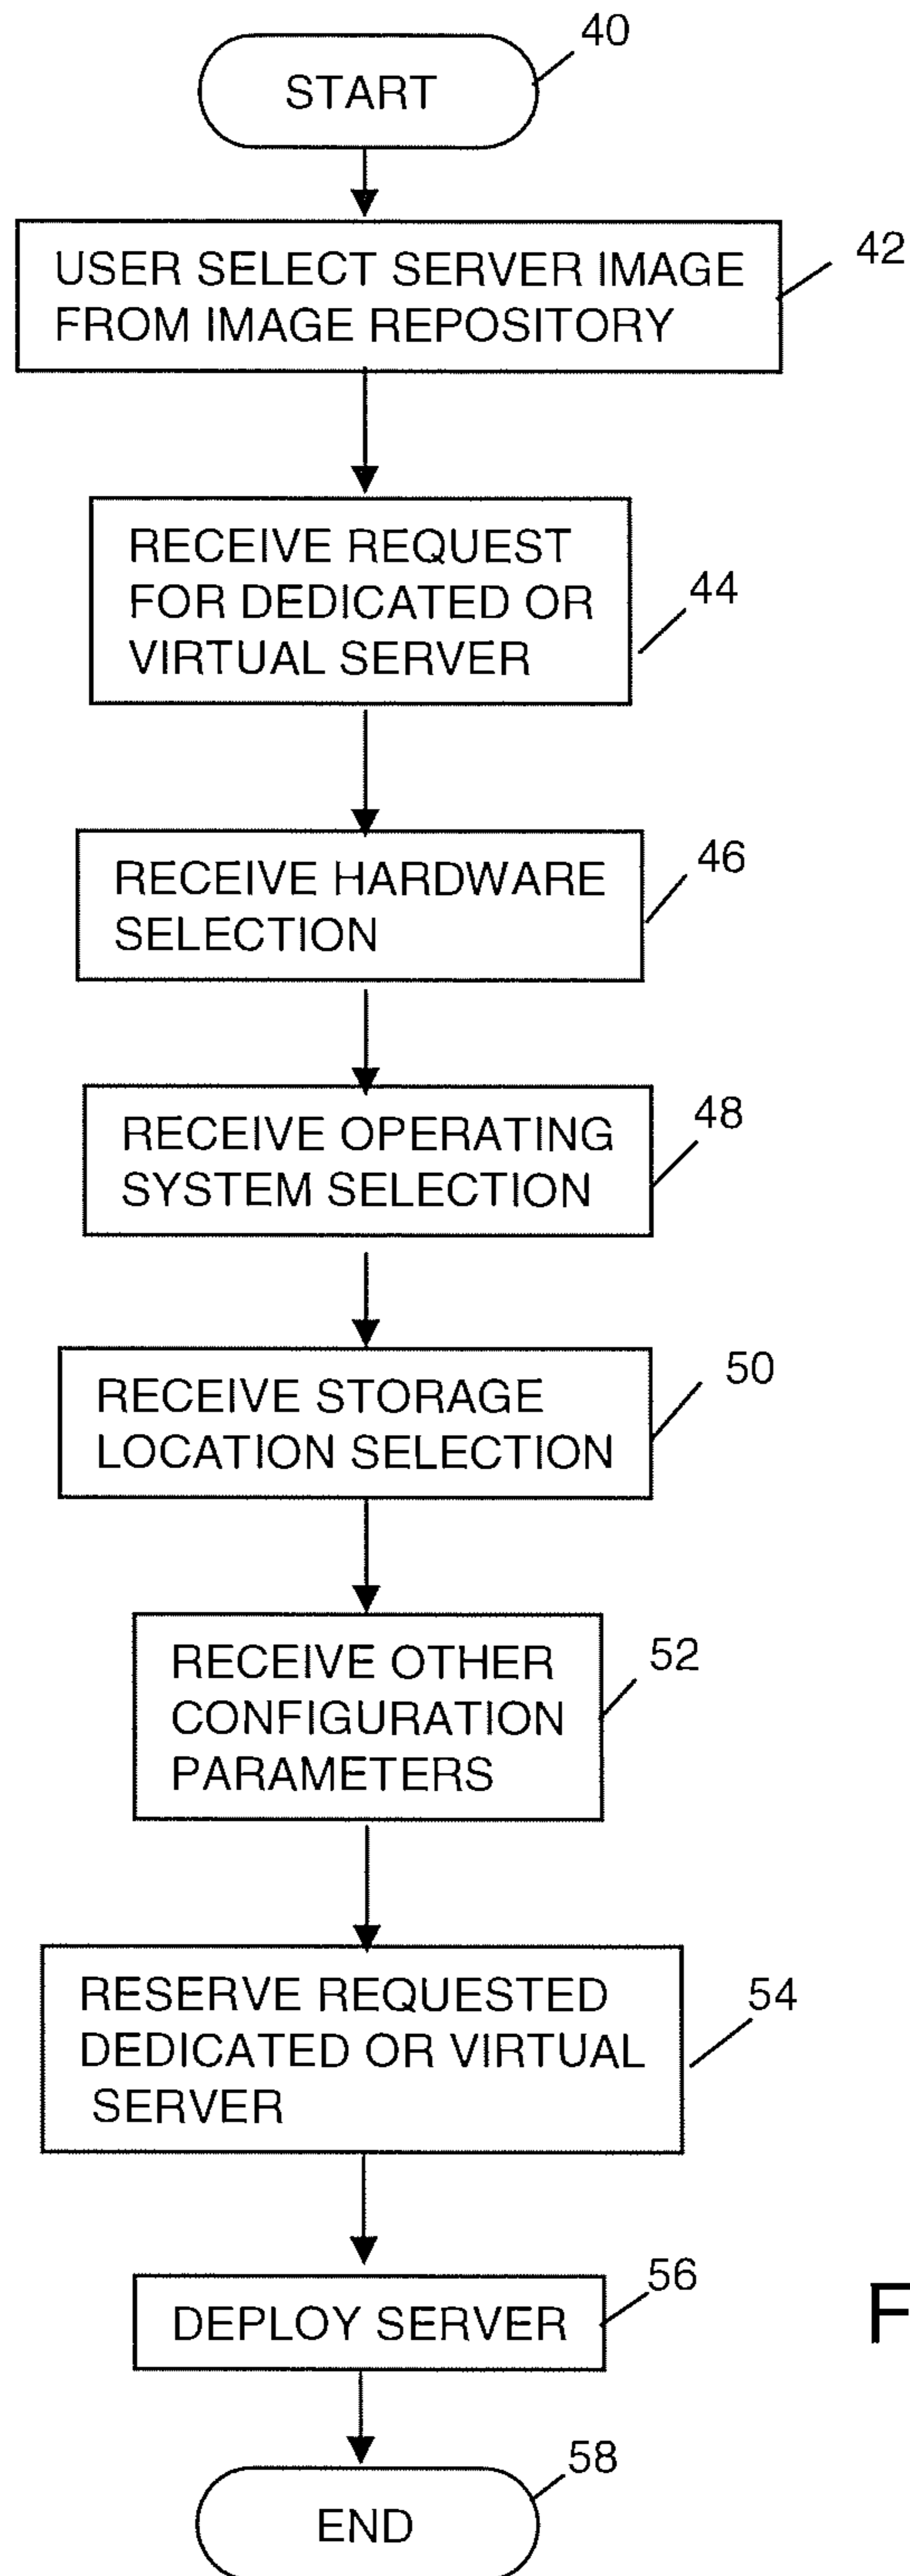 40
START
USER SELECT SERVER IMAGE
FROM IMAGE REPOSITORY
42
RECEIVE REQUEST
FOR DEDICATED OR
VIRTUAL SERVER
44
RECEIVE HARDWARE
SELECTION
46
RECEIVE OPERATING
SYSTEM SELECTION
48
RECEIVE STORAGE
LOCATION SELECTION
50
RECEIVE OTHER
CONFIGURATION
PARAMETERS
52
RESERVE REQUESTED
DEDICATED OR VIRTUAL
SERVER
54
DEPLOY SERVER
56
F
END
58